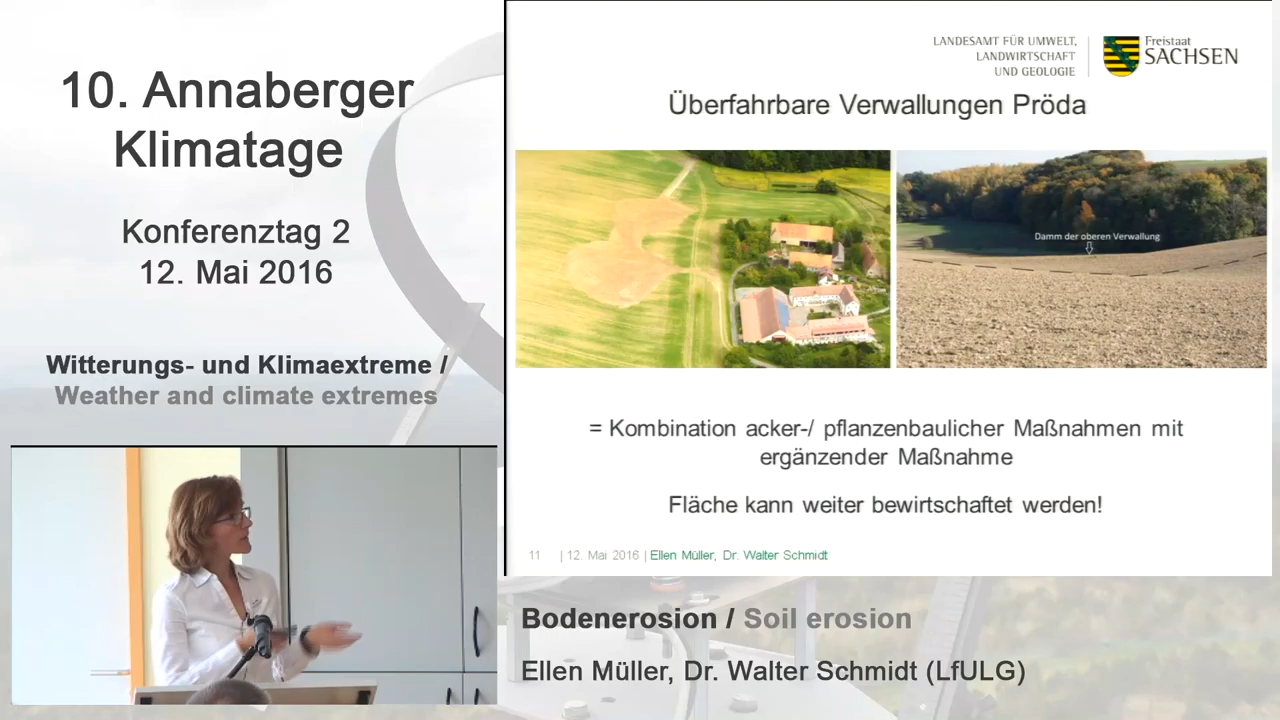 10. Annaberger
Klimatage
Konferenztag 2
12. Mai 2016
Witterungs- und Klimaextreme /
Weather and climate extremes
LANDESAMT FÜR UMWELT,
LANDWIRTSCHAFT
UND GEOLOGIE
Freistaat
SACHSEN
Überfahrbare Verwallungen Pröda
Damm der oberen Verwallung
= Kombination acker-/ pflanzenbaulicher Maßnahmen mit
ergänzender Maßnahme
Fläche kann weiter bewirtschaftet werden!
11 | 12. Mai 2016 | Ellen Müller, Dr. Walter Schmidt
Bodenerosion / Soil erosion
Ellen Müller, Dr. Walter Schmidt (LfULG)